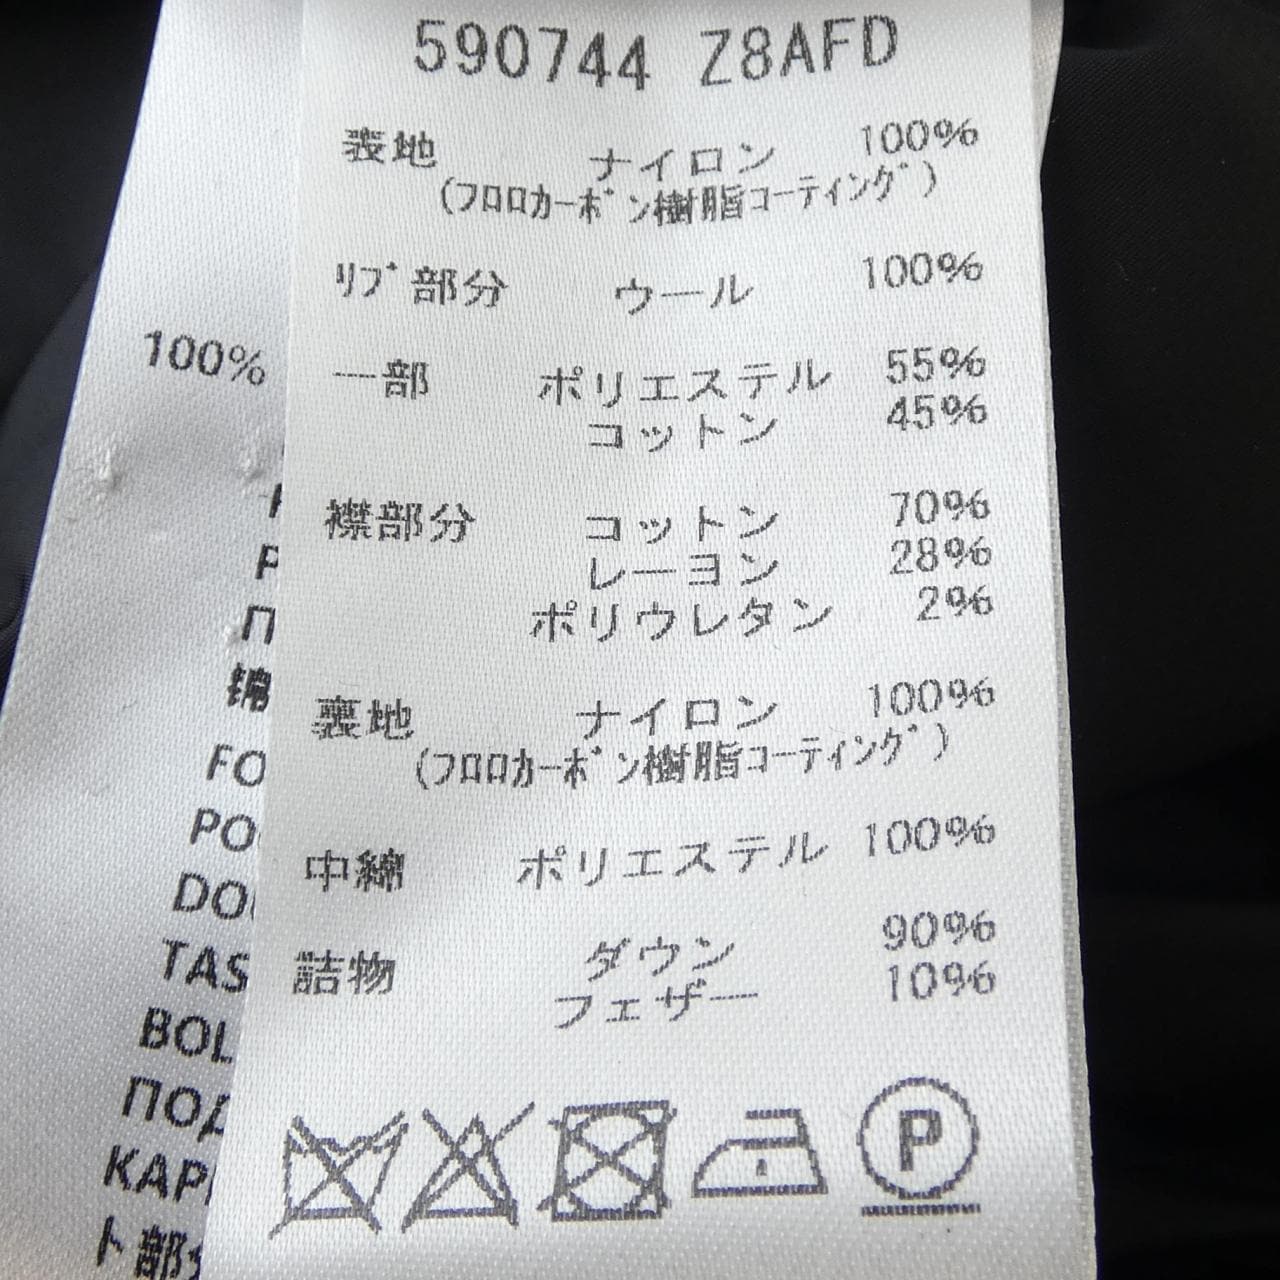 590744 Z8AFD
表地 ナイロン 100%
(フロロカーボン樹脂コーティング)
リブ部分 ウール 100%
一部 ポリエステル 55%
コットン 45%
襟部分 コットン 70%
レーヨン 28%
ポリウレタン 2%
裏地 ナイロン 100%
(フロロカーボン樹脂コーティング)
中綿 ポリエステル 100%
詰物 ダウン 90%
フェザー 10%
P
100%
P
П
锦
FO
PO
DO
TAS
BOL
ПОД
KAP
ト部分